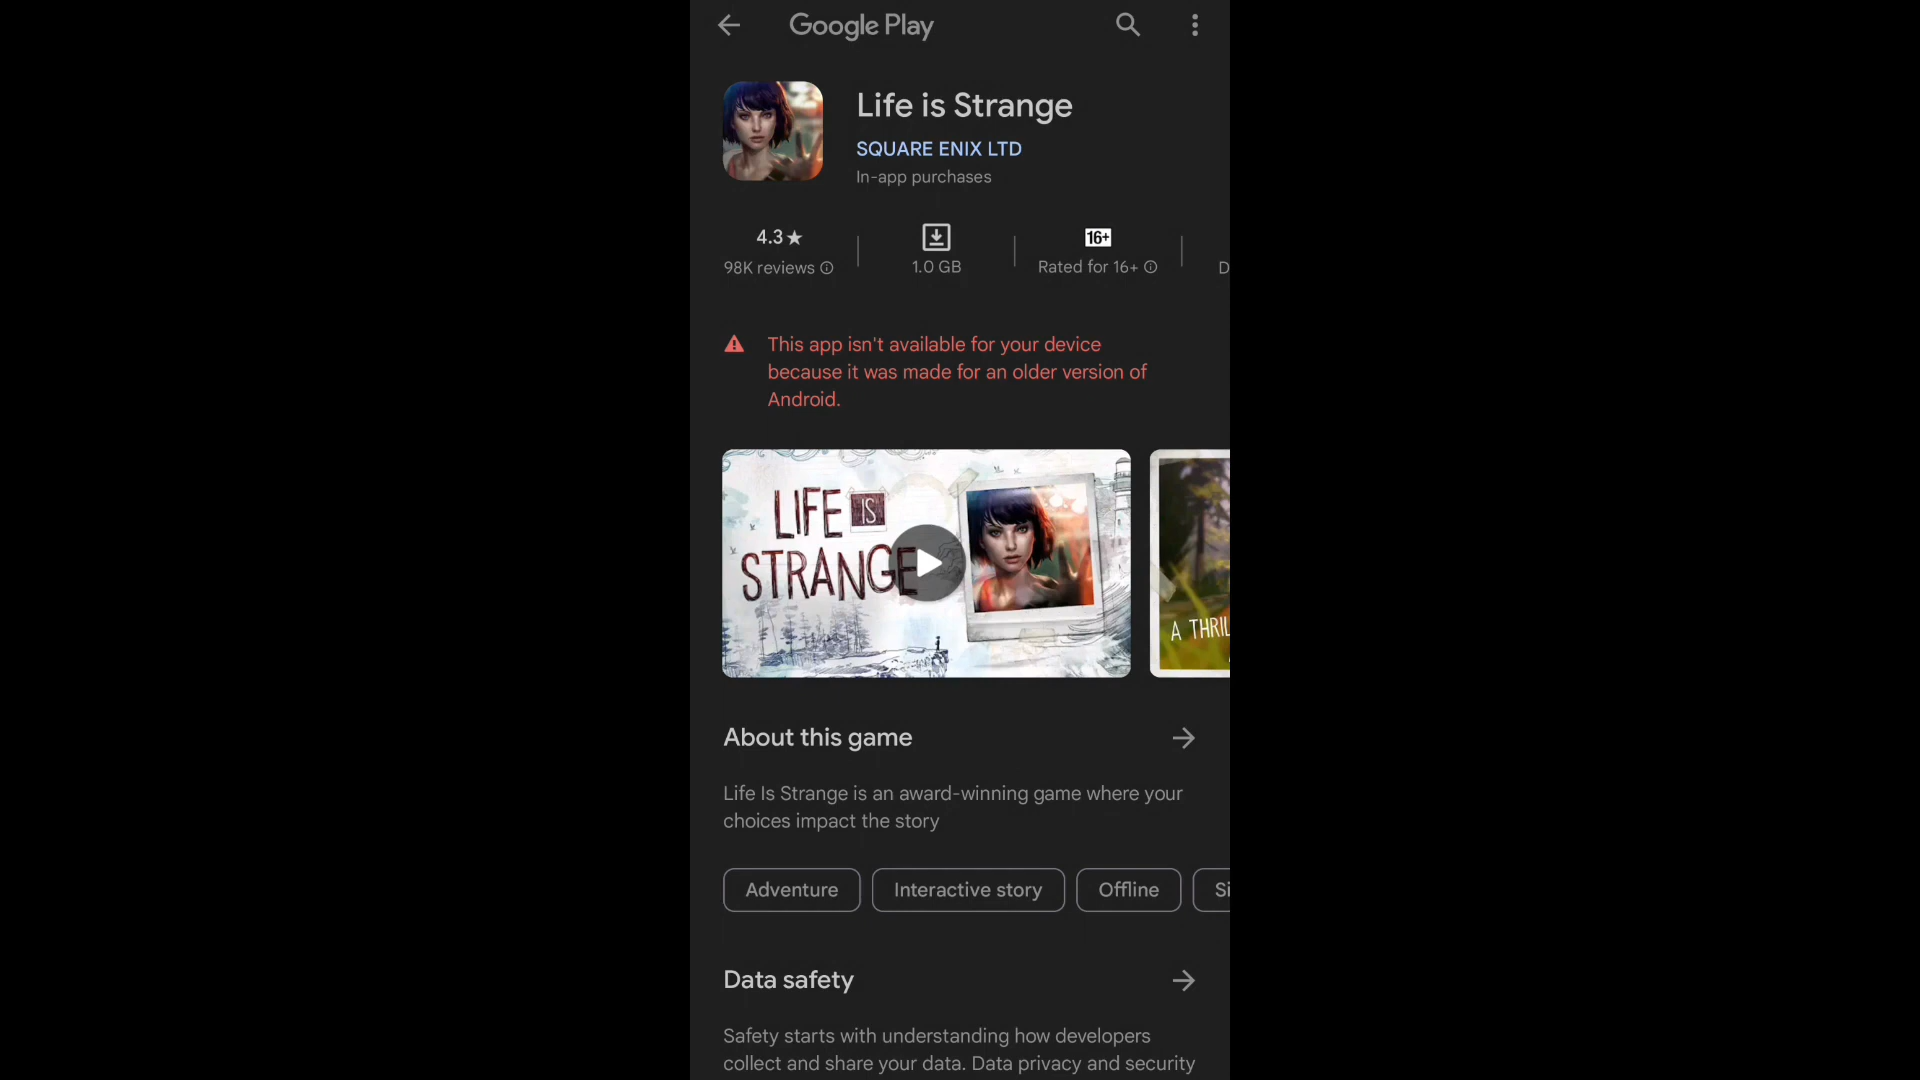 Google Play
Life is Strange
SQUARE ENIX LTD
In-app purchases
4.3★
98K reviews
1.0 GB
16+
Rated for 16+
D
This app isn't available for your device
because it was made for an older version of
Android.
LIFE IS
STRANGE
A THRIL
About this game
Life Is Strange is an award-winning game where your
choices impact the story
Adventure
Interactive story
Offline
Si
Data safety
Safety starts with understanding how developers
collect and share your data. Data privacy and security